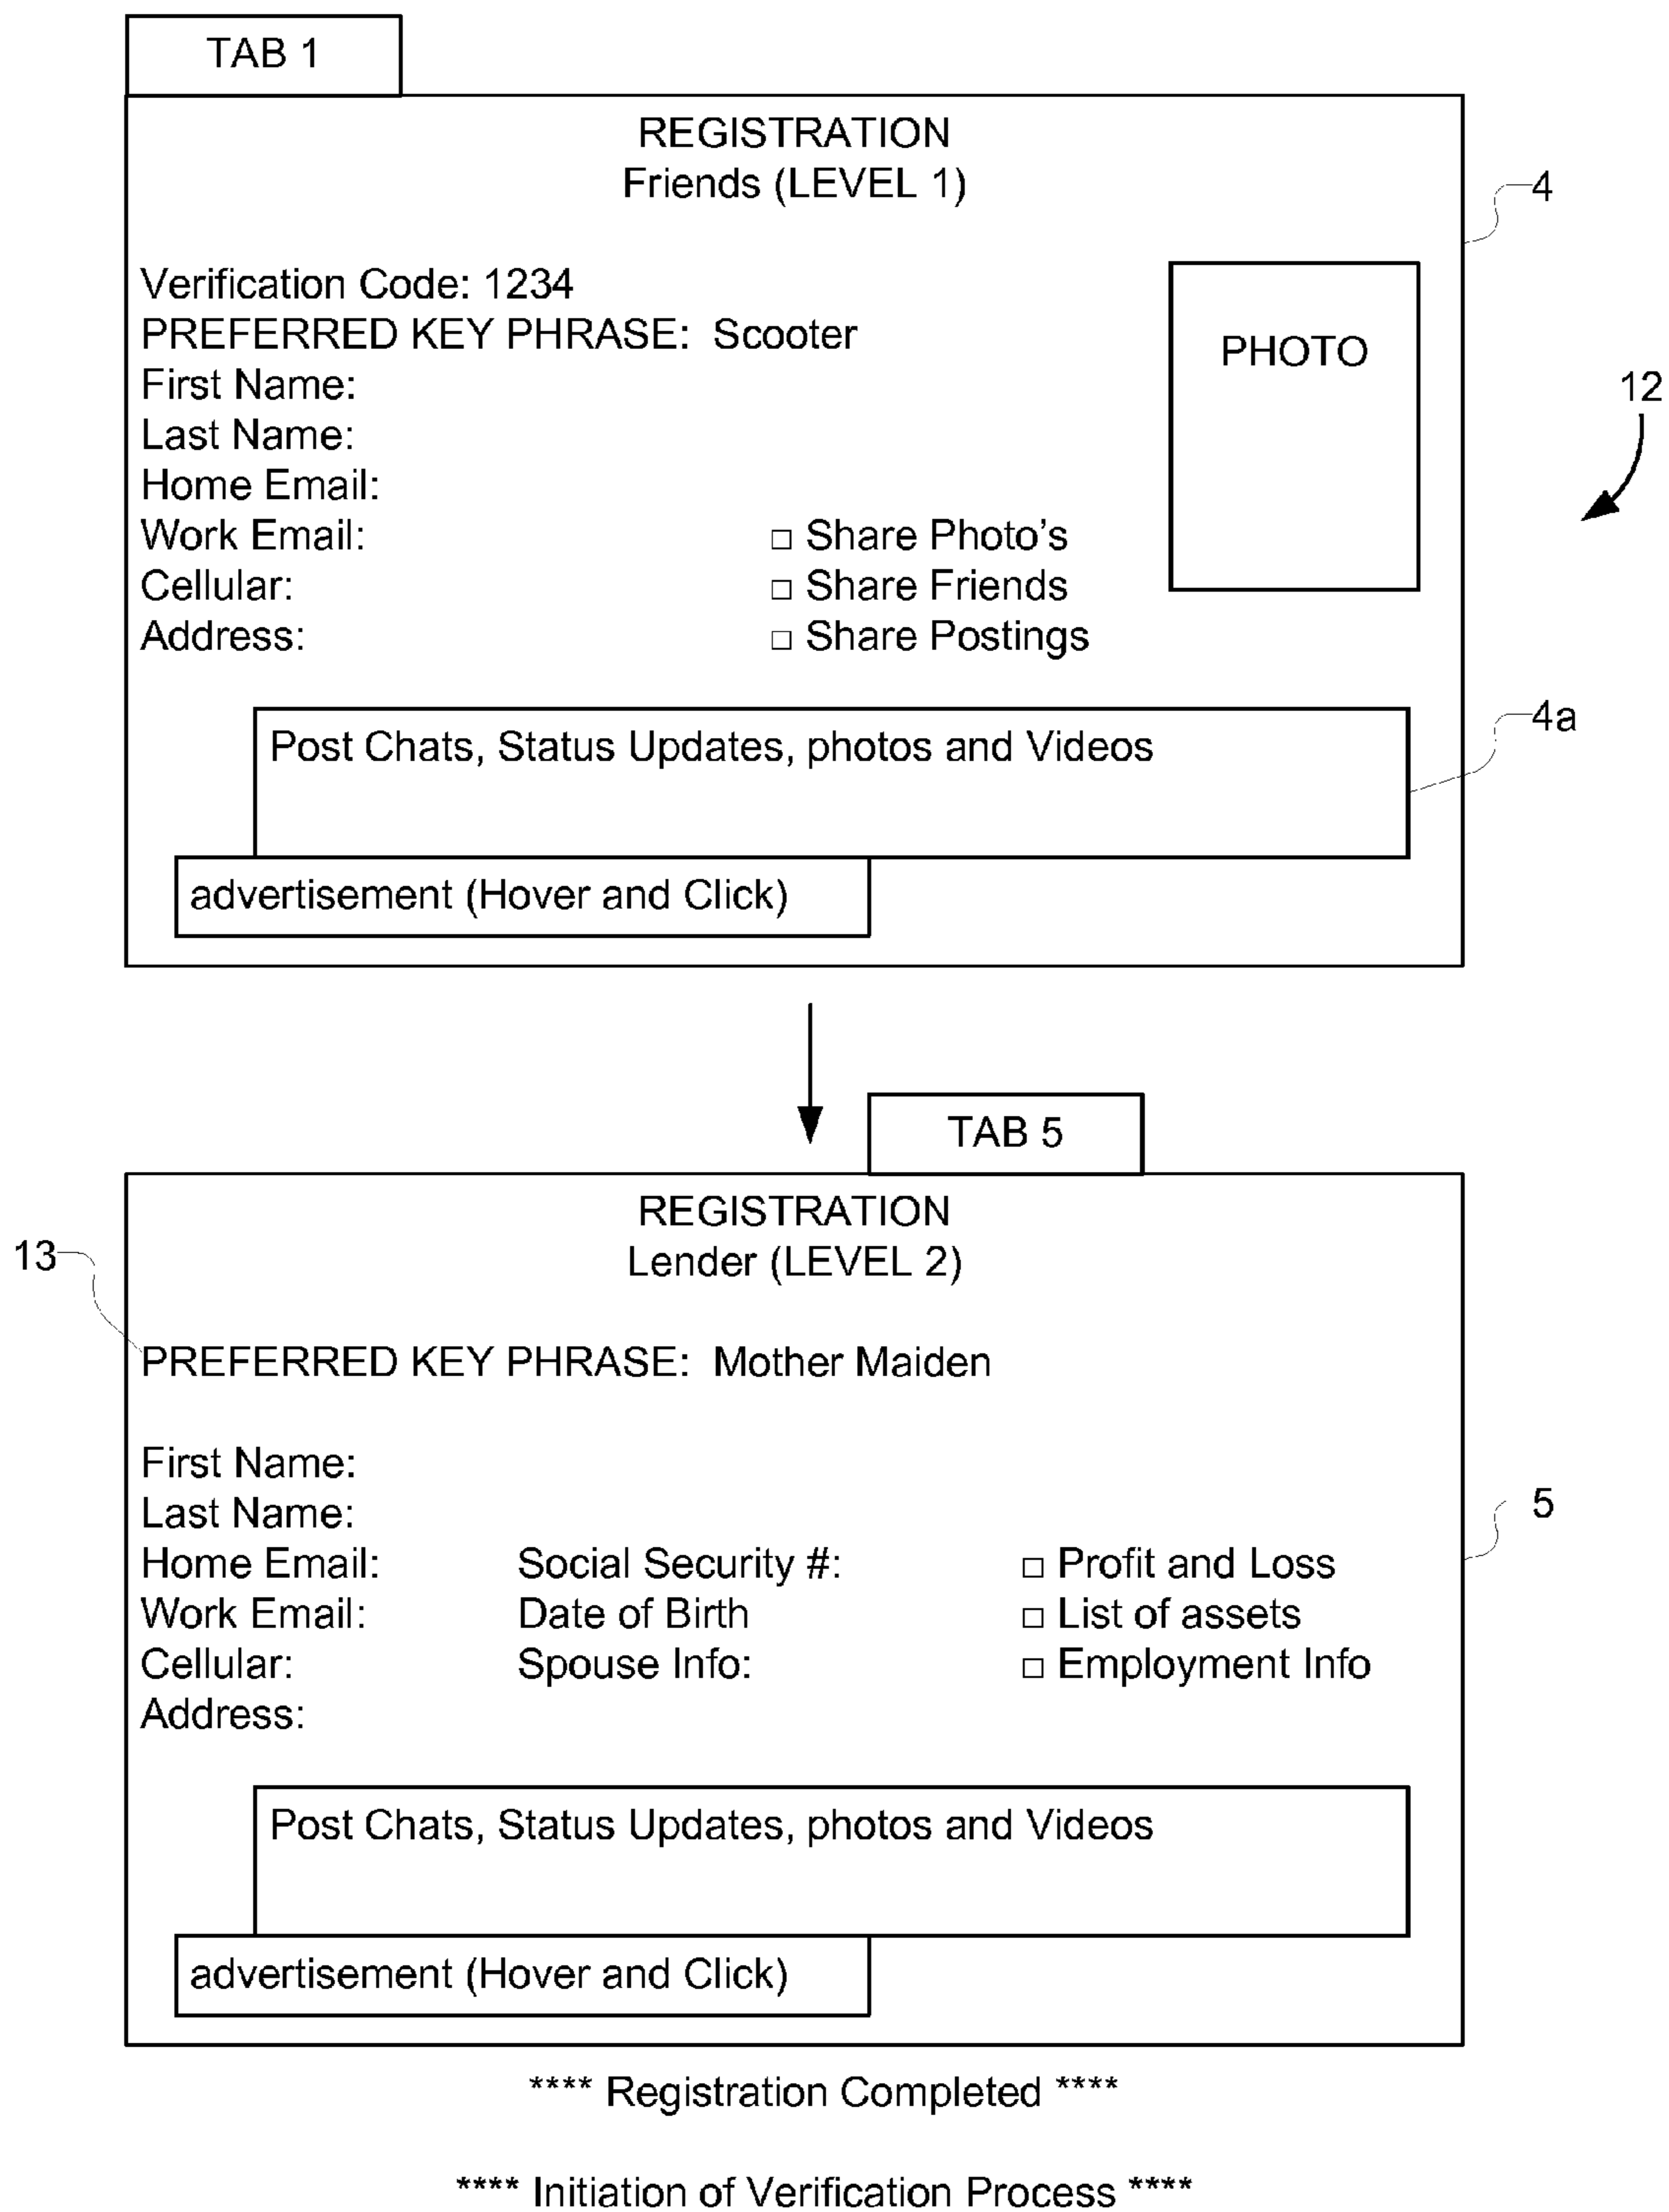 TAB 1
REGISTRATION
Friends (LEVEL 1)
4
Verification Code: 1234
PREFERRED KEY PHRASE: Scooter
PHOTO
First Name:
12
Last Name:
Home Email:
Work Email:
□ Share Photo's
Cellular:
□ Share Friends
Address:
□ Share Postings
4a
Post Chats, Status Updates, photos and Videos
advertisement (Hover and Click)
TAB 5
REGISTRATION
Lender (LEVEL 2)
13
PREFERRED KEY PHRASE: Mother Maiden
First Name:
Last Name:
5
Home Email: Social Security #: □ Profit and Loss
Work Email: Date of Birth □ List of assets
Cellular: Spouse Info: □ Employment Info
Address:
Post Chats, Status Updates, photos and Videos
advertisement (Hover and Click)
**** Registration Completed ****
**** Initiation of Verification Process ****